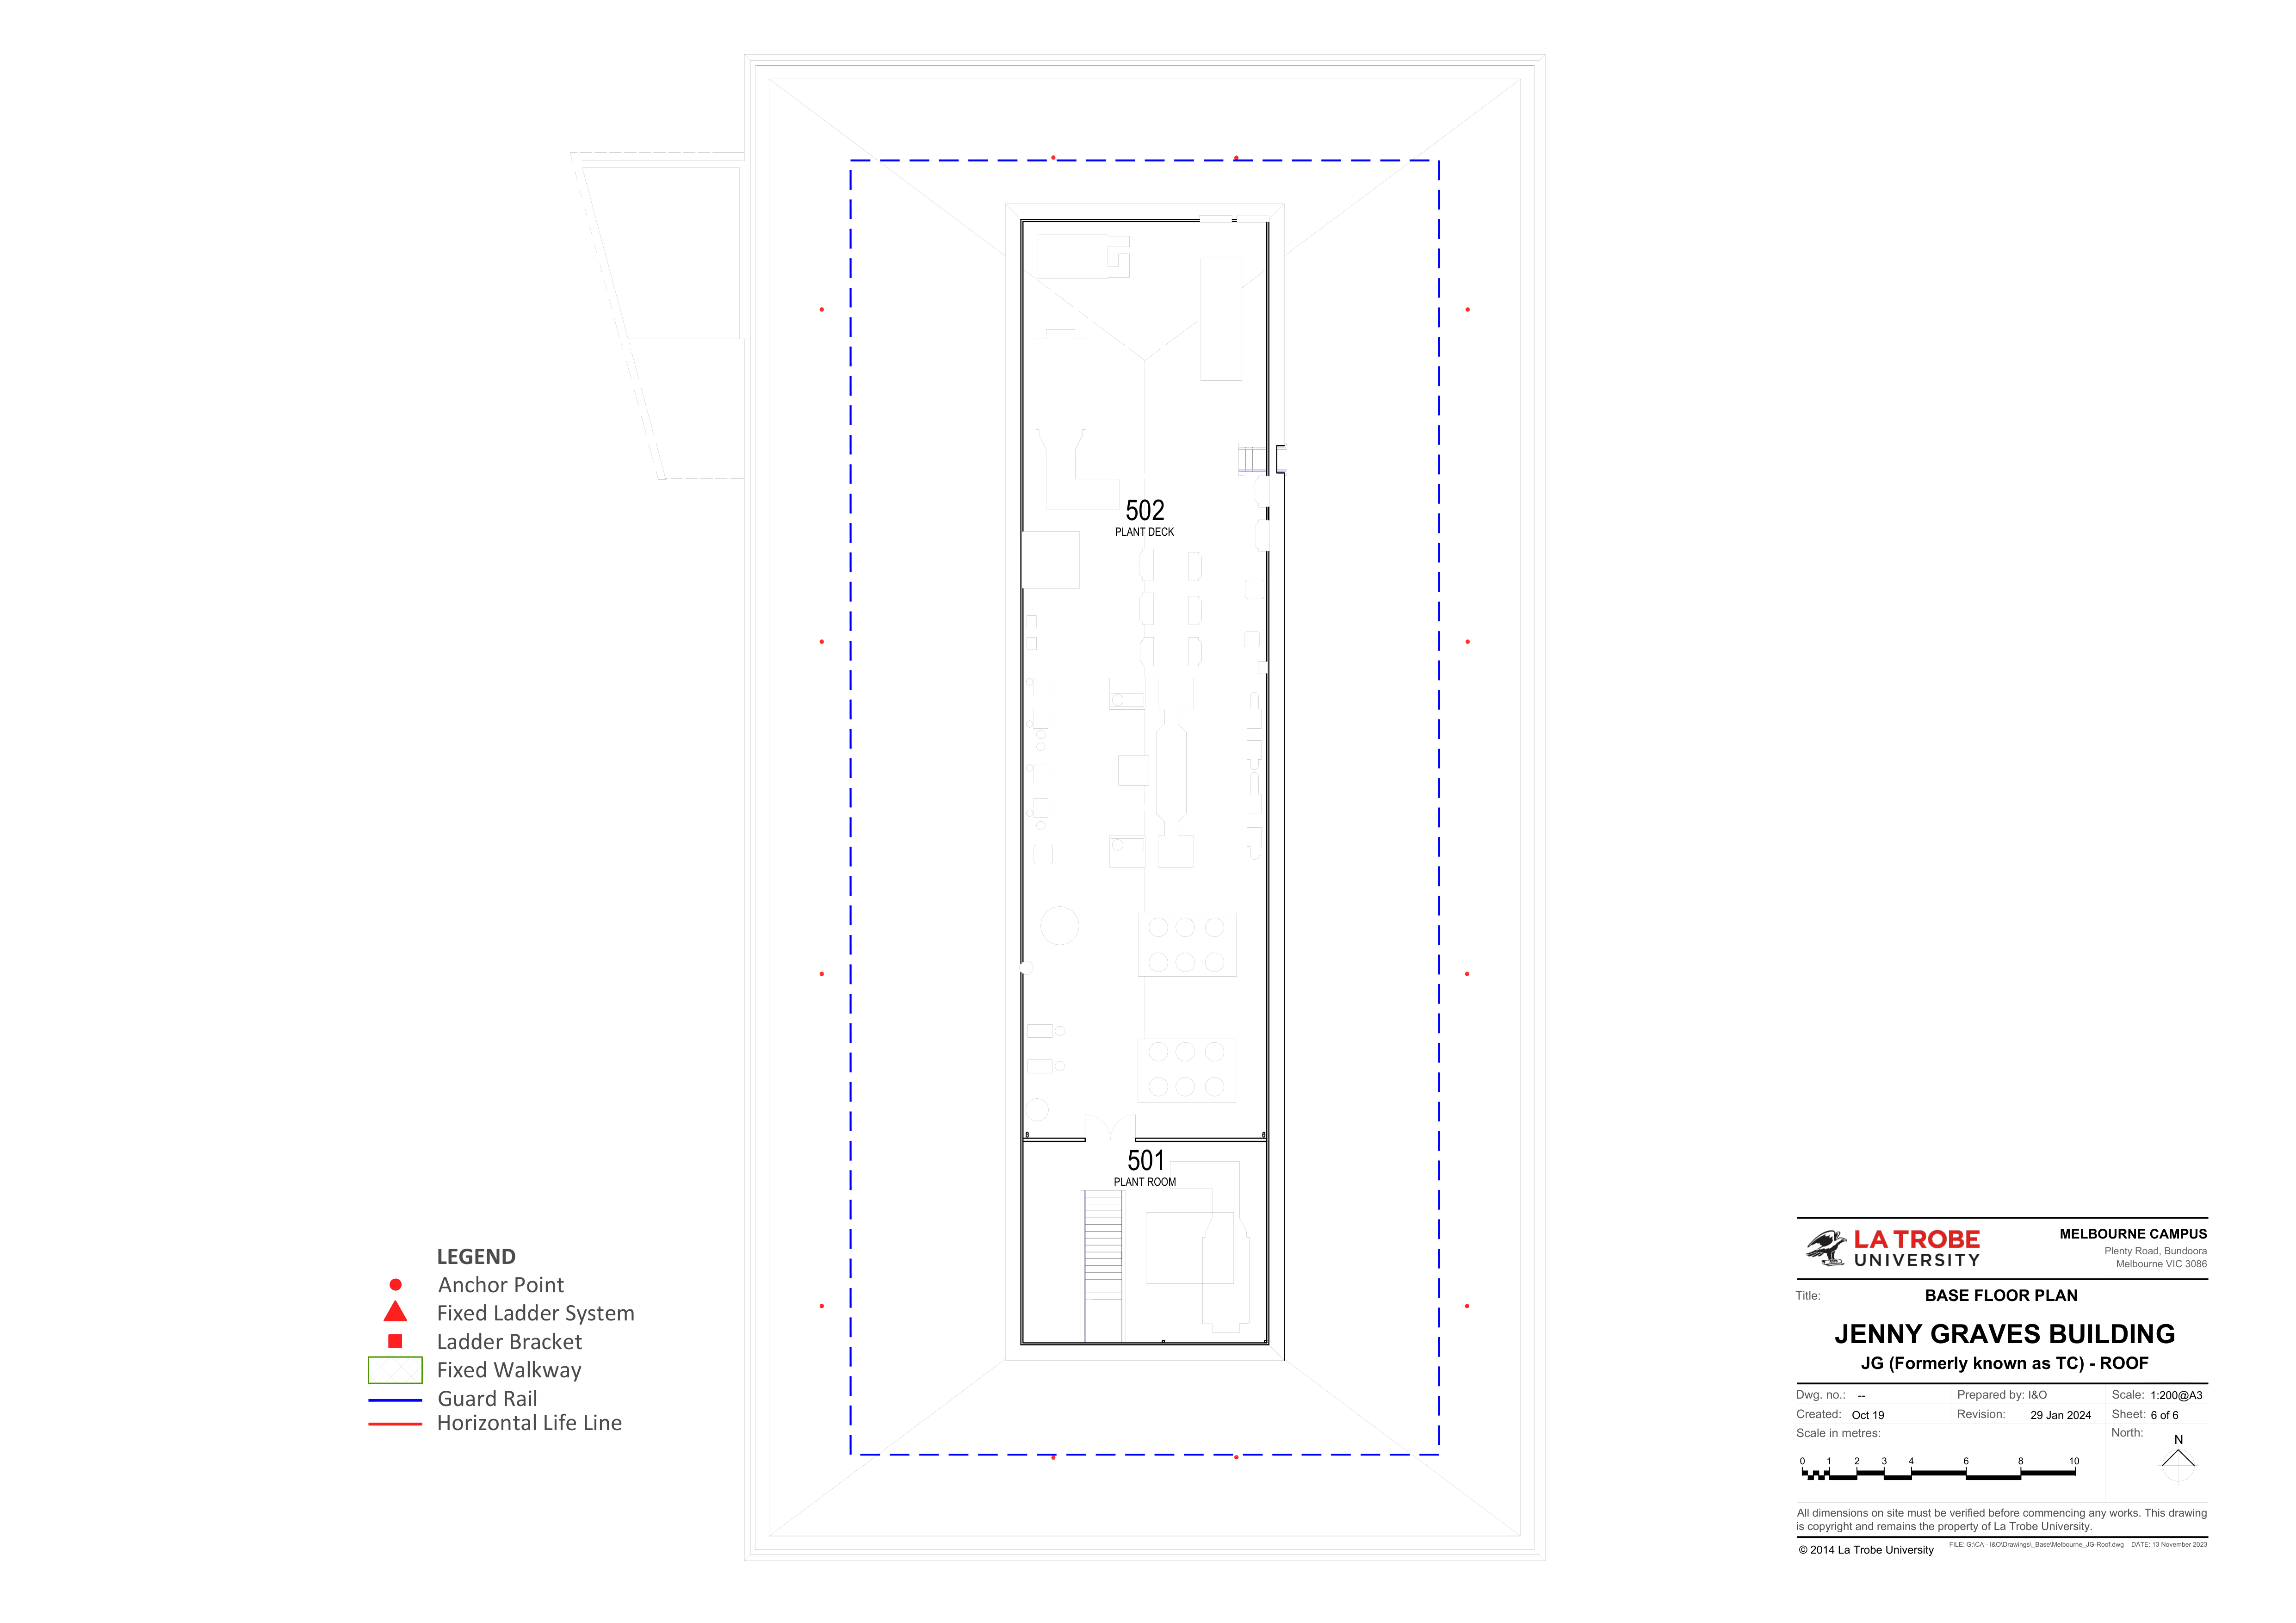 502
PLANT DECK
501
PLANT ROOM
LEGEND
Anchor Point
Fixed Ladder System
Ladder Bracket
Fixed Walkway
Guard Rail
Horizontal Life Line
LA TROBE
UNIVERSITY
MELBOURNE CAMPUS
Plenty Road, Bundoora
Melbourne VIC 3086
Title: BASE FLOOR PLAN
JENNY GRAVES BUILDING
JG (Formerly known as TC) - ROOF
Dwg. no.: -- Prepared by: I&O Scale: 1:200@A3
Created: Oct 19 Revision: 29 Jan 2024 Sheet: 6 of 6
Scale in metres: North:
N
0 1 2 3 4 6 8 10
All dimensions on site must be verified before commencing any works. This drawing
is copyright and remains the property of La Trobe University.
© 2014 La Trobe University FILE: G:\CA - I&O\Drawings\_Base\Melbourne_JG-Roof.dwg DATE: 13 November 2023